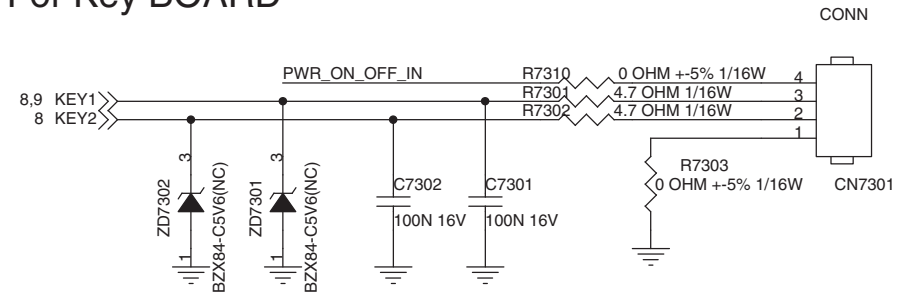 For Key BOARD
CONN
PWR_ON_OFF_IN
R7310
0 OHM +-5% 1/16W
4
8,9 KEY1
R7301
4.7 OHM 1/16W
3
8 KEY2
R7302
4.7 OHM 1/16W
2
1
R7303
0 OHM +-5% 1/16W
CN7301
3
ZD7302
1
BZX84-C5V6(NC)
3
ZD7301
1
BZX84-C5V6(NC)
C7302
100N 16V
C7301
100N 16V